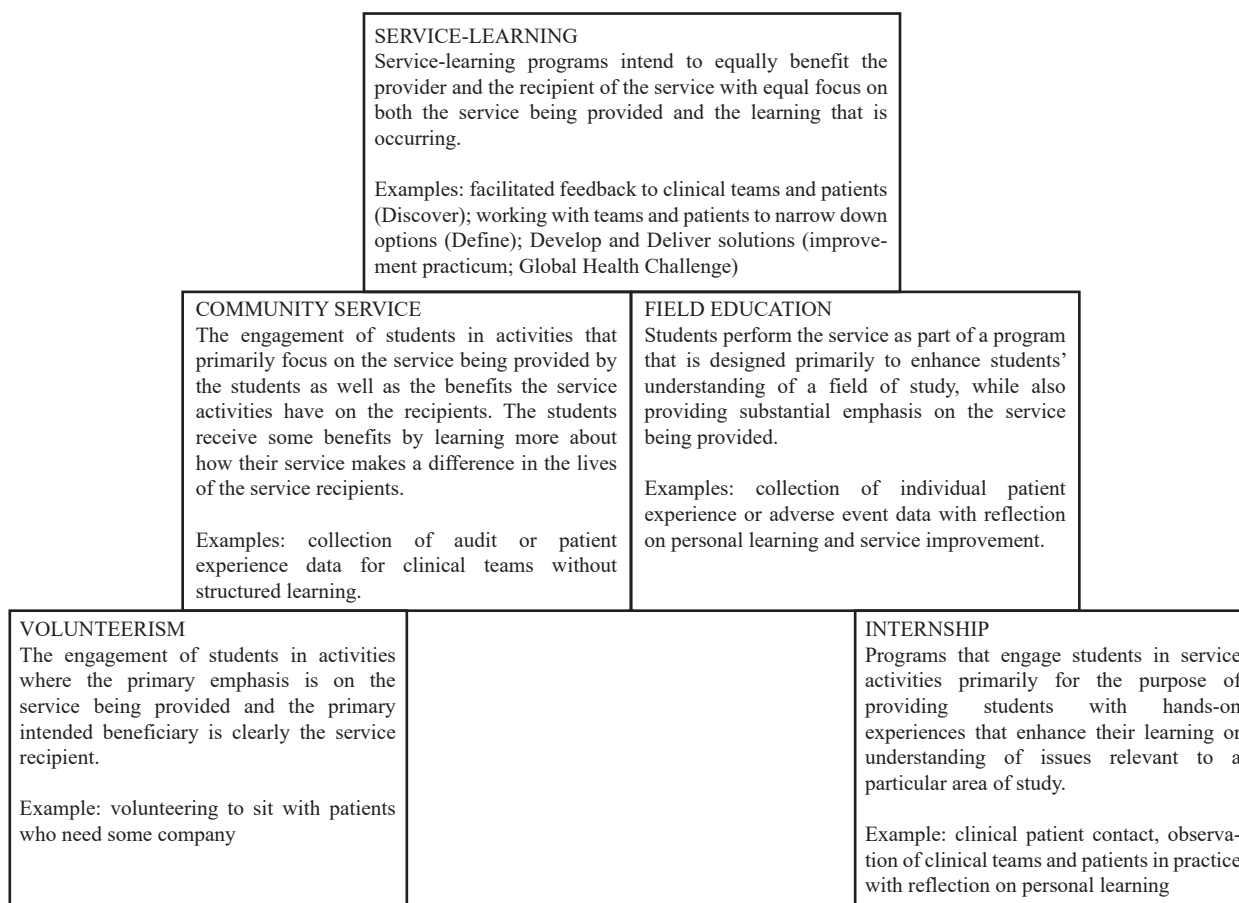 SERVICE-LEARNING
Service-learning programs intend to equally benefit the
provider and the recipient of the service with equal focus on
both the service being provided and the learning that is
occurring.
Examples: facilitated feedback to clinical teams and patients
(Discover); working with teams and patients to narrow down
options (Define); Develop and Deliver solutions (improve-
ment practicum; Global Health Challenge)
COMMUNITY SERVICE
The engagement of students in activities that
primarily focus on the service being provided by
the students as well as the benefits the service
activities have on the recipients. The students
receive some benefits by learning more about
how their service makes a difference in the lives
of the service recipients.
Examples: collection of audit or patient
experience data for clinical teams without
structured learning.
FIELD EDUCATION
Students perform the service as part of a program
that is designed primarily to enhance students’
understanding of a field of study, while also
providing substantial emphasis on the service
being provided.
Examples: collection of individual patient
experience or adverse event data with reflection
on personal learning and service improvement.
VOLUNTEERISM
The engagement of students in activities
where the primary emphasis is on the
service being provided and the primary
intended beneficiary is clearly the service
recipient.
Example: volunteering to sit with patients
who need some company
INTERNSHIP
Programs that engage students in service
activities primarily for the purpose of
providing students with hands-on
experiences that enhance their learning or
understanding of issues relevant to a
particular area of study.
Example: clinical patient contact, observa-
tion of clinical teams and patients in practice
with reflection on personal learning